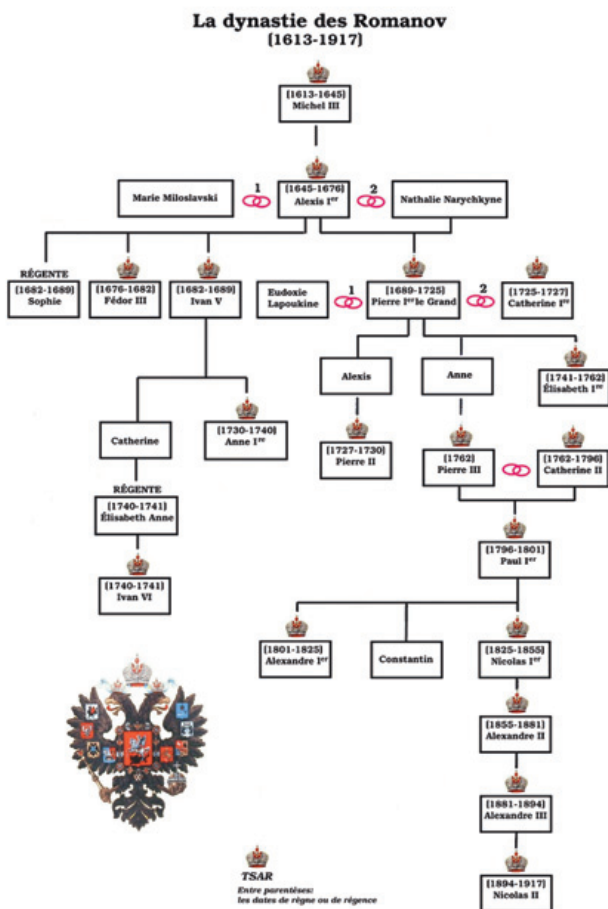 La dynastie des Romanov
(1613-1917)
(1613-1645)
Michel III
Marie Miloslavski
1
(1645-1676)
Alexis Ier
2
Nathalie Narychkyne
RÉGENTE
(1682-1689)
Sophie
(1676-1682)
Fédor III
(1682-1689)
Ivan V
Eudoxie
Lapoukine
1
(1689-1725)
Pierre Ier le Grand
2
(1725-1727)
Catherine Ire
Alexis
Anne
(1741-1762)
Élisabeth Ire
Catherine
(1730-1740)
Anne Ire
(1727-1730)
Pierre II
(1762)
Pierre III
(1762-1796)
Catherine II
RÉGENTE
(1740-1741)
Élisabeth Anne
(1740-1741)
Ivan VI
(1796-1801)
Paul Ier
(1801-1825)
Alexandre Ier
Constantin
(1825-1855)
Nicolas Ier
(1855-1881)
Alexandre II
(1881-1894)
Alexandre III
(1894-1917)
Nicolas II
TSAR
Entre parentèses:
les dates de règne ou de régence